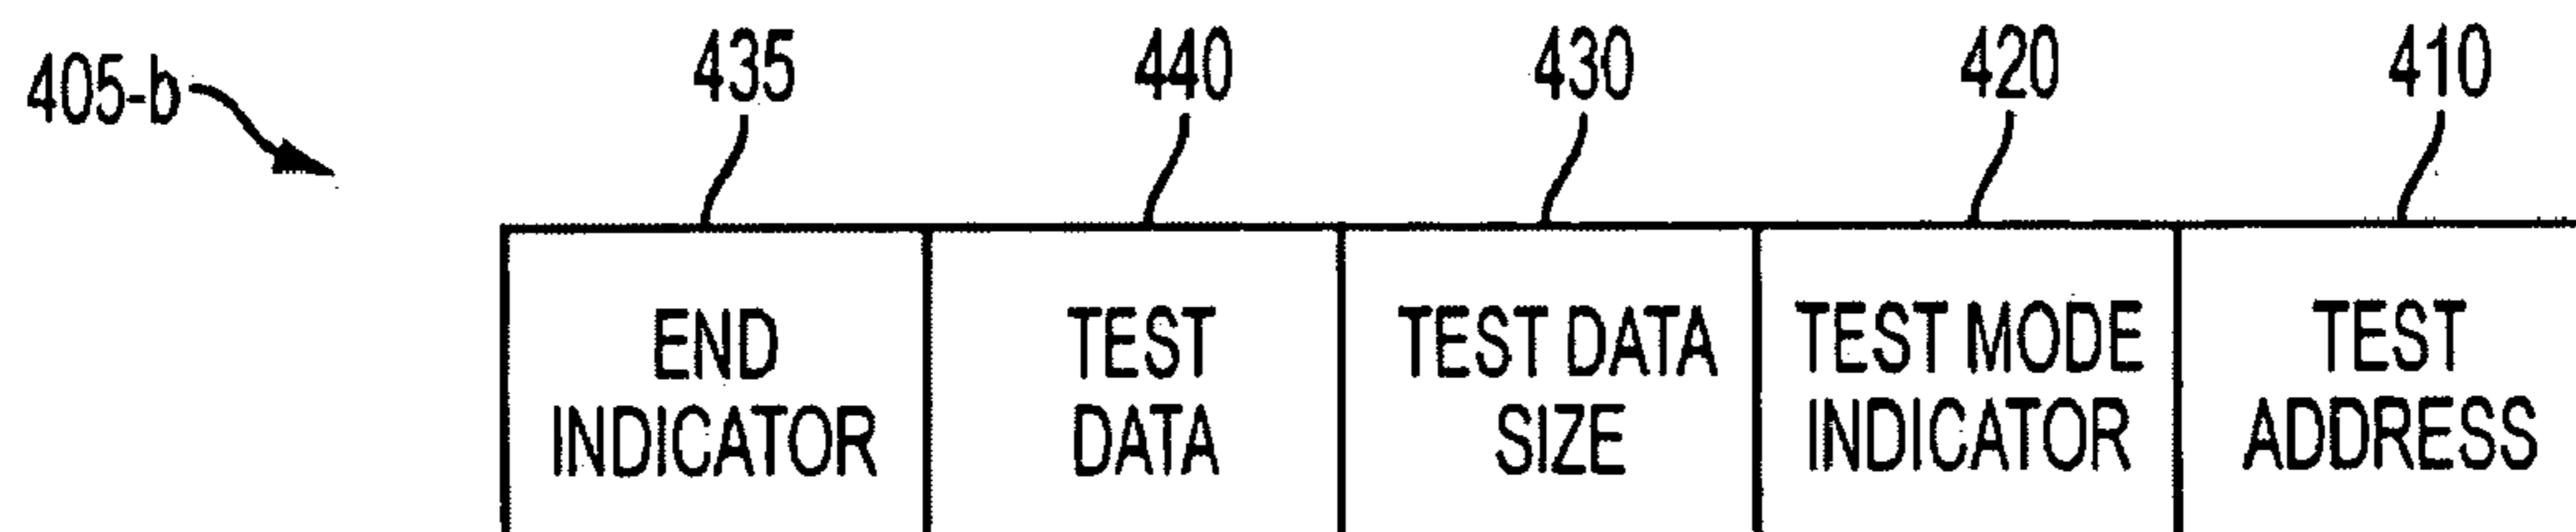 405-b
435
440
430
420
410
END
INDICATOR
TEST
DATA
TEST DATA
SIZE
TEST MODE
INDICATOR
TEST
ADDRESS